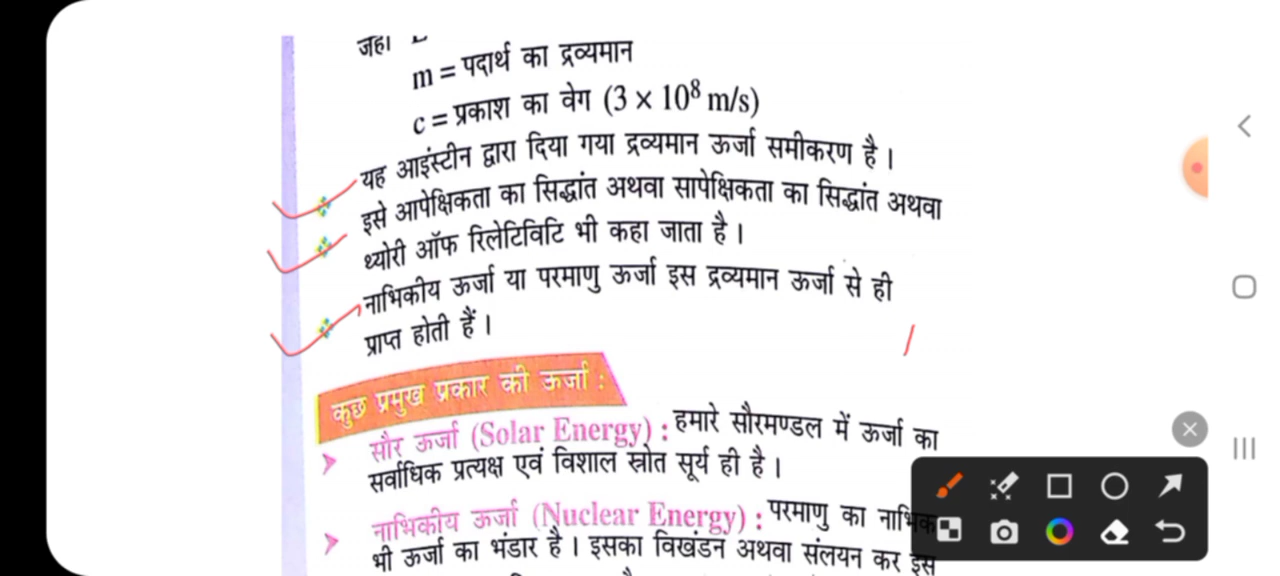 जहाँ
m = पदार्थ का द्रव्यमान
c = प्रकाश का वेग (3 × 10⁸ m/s)
यह आइंस्टीन द्वारा दिया गया द्रव्यमान ऊर्जा समीकरण है।
इसे आपेक्षिकता का सिद्धांत अथवा सापेक्षिकता का सिद्धांत अथवा
थ्योरी ऑफ रिलेटिविटि भी कहा जाता है।
नाभिकीय ऊर्जा या परमाणु ऊर्जा इस द्रव्यमान ऊर्जा से ही
प्राप्त होती हैं।
कुछ प्रमुख प्रकार की ऊर्जा :
सौर ऊर्जा (Solar Energy) : हमारे सौरमण्डल में ऊर्जा का
सर्वाधिक प्रत्यक्ष एवं विशाल स्रोत सूर्य ही है।
नाभिकीय ऊर्जा (Nuclear Energy) : परमाणु का नाभिक
भी ऊर्जा का भंडार है। इसका विखंडन अथवा संलयन कर इस